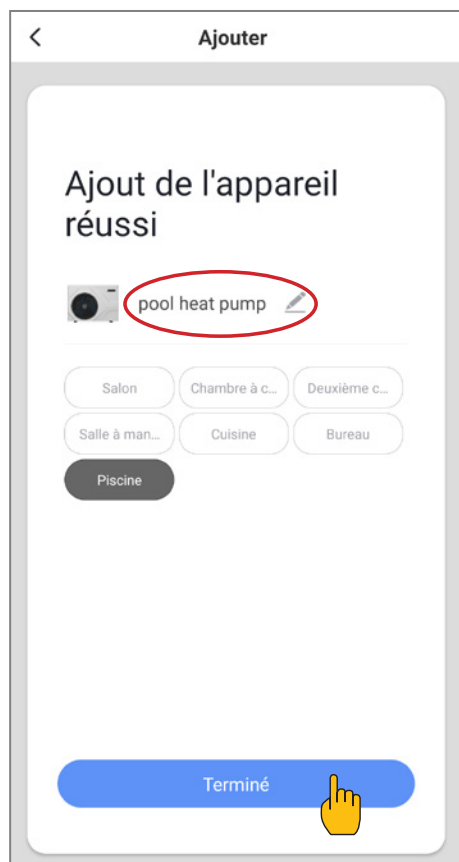 Ajouter
Ajout de l'appareil
réussi
pool heat pump
Salon
Chambre à c...
Deuxième c...
Salle à man...
Cuisine
Bureau
Piscine
Terminé